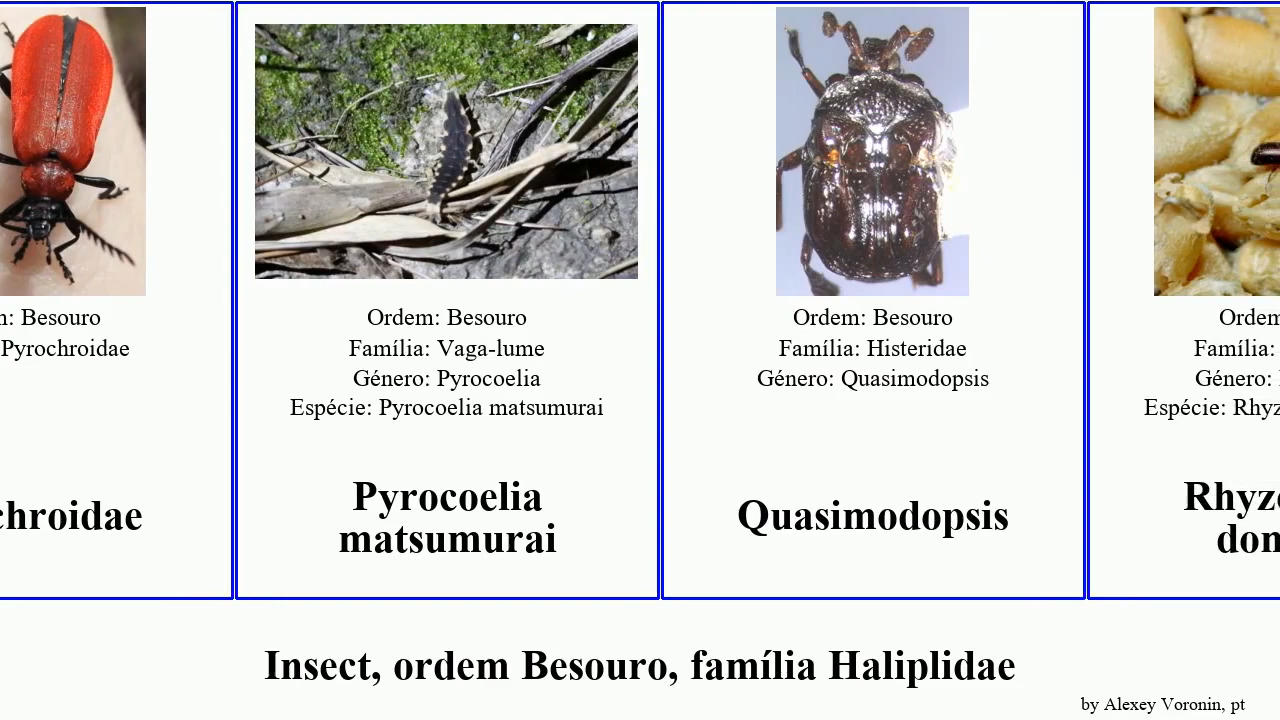 n: Besouro
Pyrochroidae
chroidae
Ordem: Besouro
Família: Vaga-lume
Género: Pyrocoelia
Espécie: Pyrocoelia matsumurai
Pyrocoelia
matsumurai
Ordem: Besouro
Família: Histeridae
Género: Quasimodopsis
Quasimodopsis
Ordem
Família:
Género:
Espécie: Rhyz
Rhyz
don
Insect, ordem Besouro, família Haliplidae
by Alexey Voronin, pt